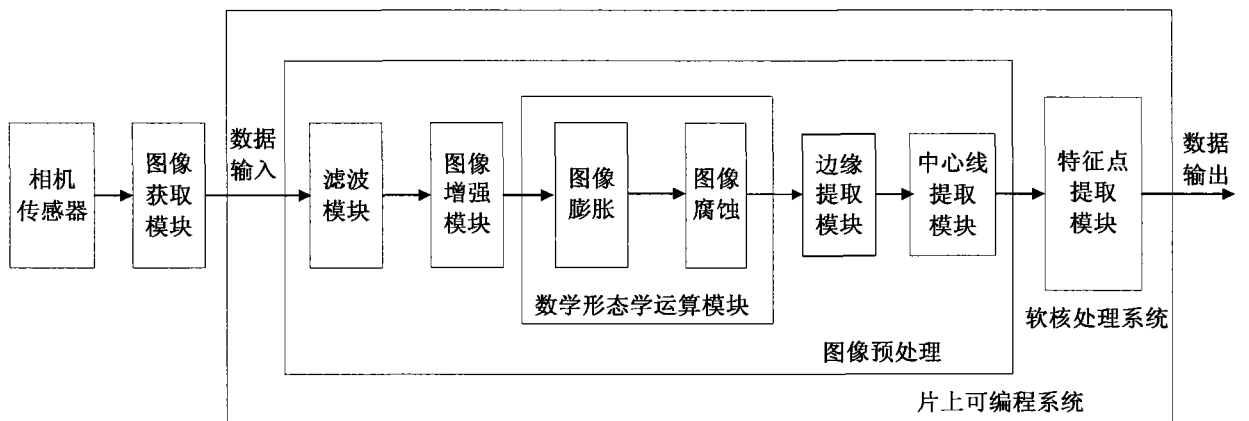 相机
传感器
图像
获取
模块
数据
输入
滤波
模块
图像
增强
模块
图像
膨胀
图像
腐蚀
数学形态学运算模块
边缘
提取
模块
中心线
提取
模块
图像预处理
特征点
提取
模块
软核处理系统
数据
输出
片上可编程系统